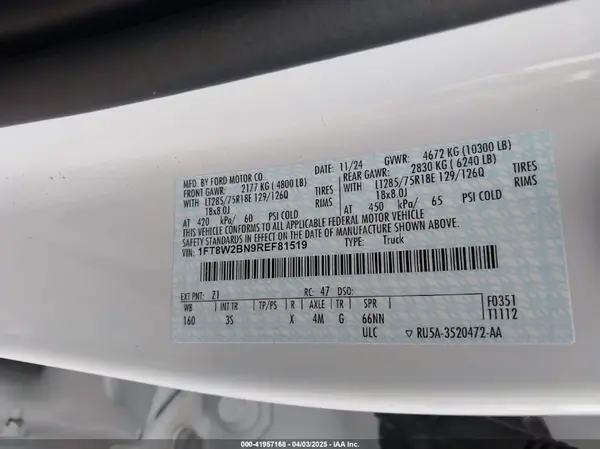 MFD. BY FORD MOTOR CO. DATE: 11/24 GVWR: 4672 KG (10300 LB)
FRONT GAWR: 2177 KG (4800 LB) REAR GAWR: 2830 KG (6240 LB)
WITH LT285/75R18E 129/126Q TIRES WITH LT285/75R18E 129/126Q TIRES
18x8.0J RIMS 18x8.0J RIMS
AT 420 kPa/ 60 PSI COLD AT 450 kPa/ 65 PSI COLD
THIS VEHICLE CONFORMS TO ALL APPLICABLE FEDERAL MOTOR VEHICLE
SAFETY STANDARDS IN EFFECT ON THE DATE OF MANUFACTURE SHOWN ABOVE.
VIN: 1FT8W2BN9REF81519 TYPE: Truck
EXT PNT: Z1 RC: 47 DSO: F0351
WB INT TR TP/PS R AXLE TR SPR T1112
160 3S X 4M G 66NN
ULC RU5A-3520472-AA
000-41957168 - 04/03/2025 - IAA Inc.